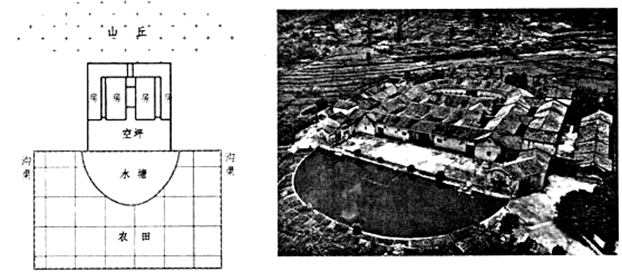 山 丘
房 房 房 房
空坪
沟渠 水 塘 沟渠
农 田